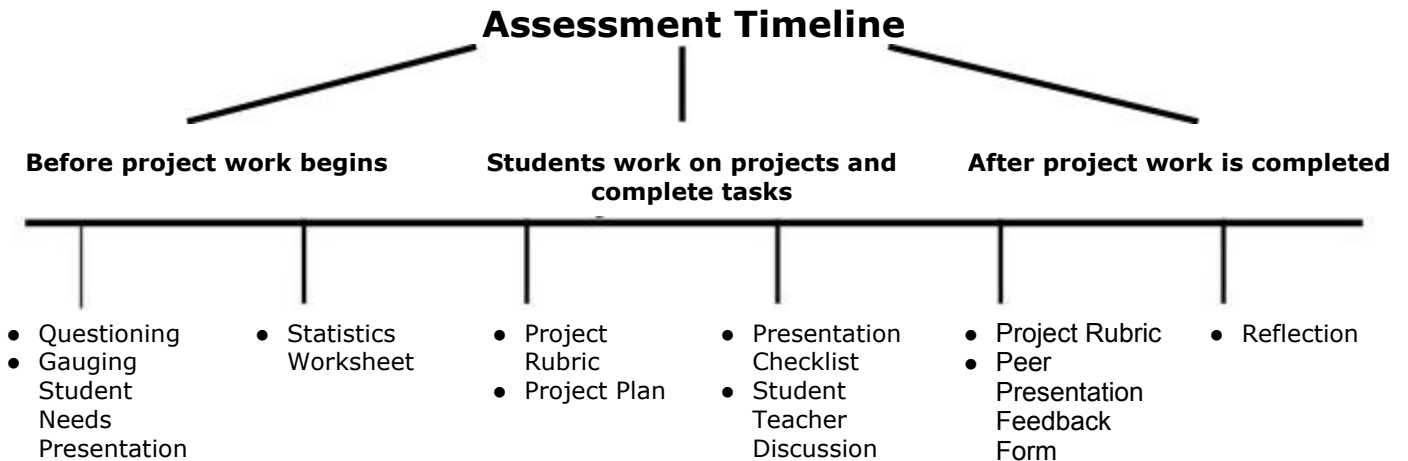 Assessment Timeline
Before project work begins
Students work on projects and
complete tasks
After project work is completed
● Questioning
● Gauging
Student
Needs
Presentation
● Statistics
Worksheet
● Project
Rubric
● Project Plan
● Presentation
Checklist
● Student
Teacher
Discussion
● Project Rubric
● Peer
Presentation
Feedback
Form
● Reflection